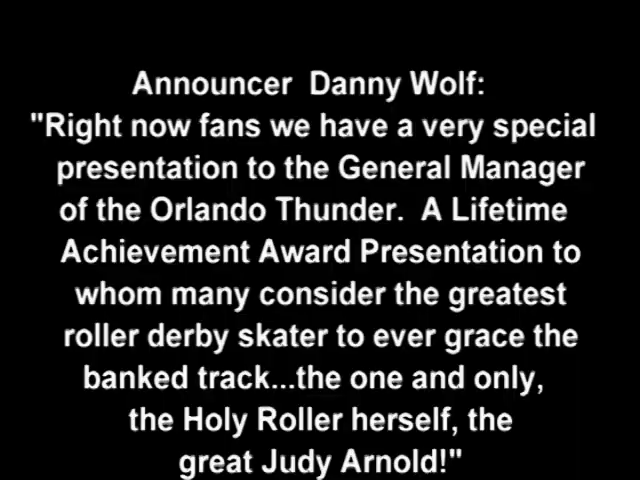 Announcer  Danny Wolf:
"Right now fans we have a very special
presentation to the General Manager
of the Orlando Thunder.  A Lifetime
Achievement Award Presentation to
whom many consider the greatest
roller derby skater to ever grace the
banked track...the one and only,
the Holy Roller herself, the
great Judy Arnold!"